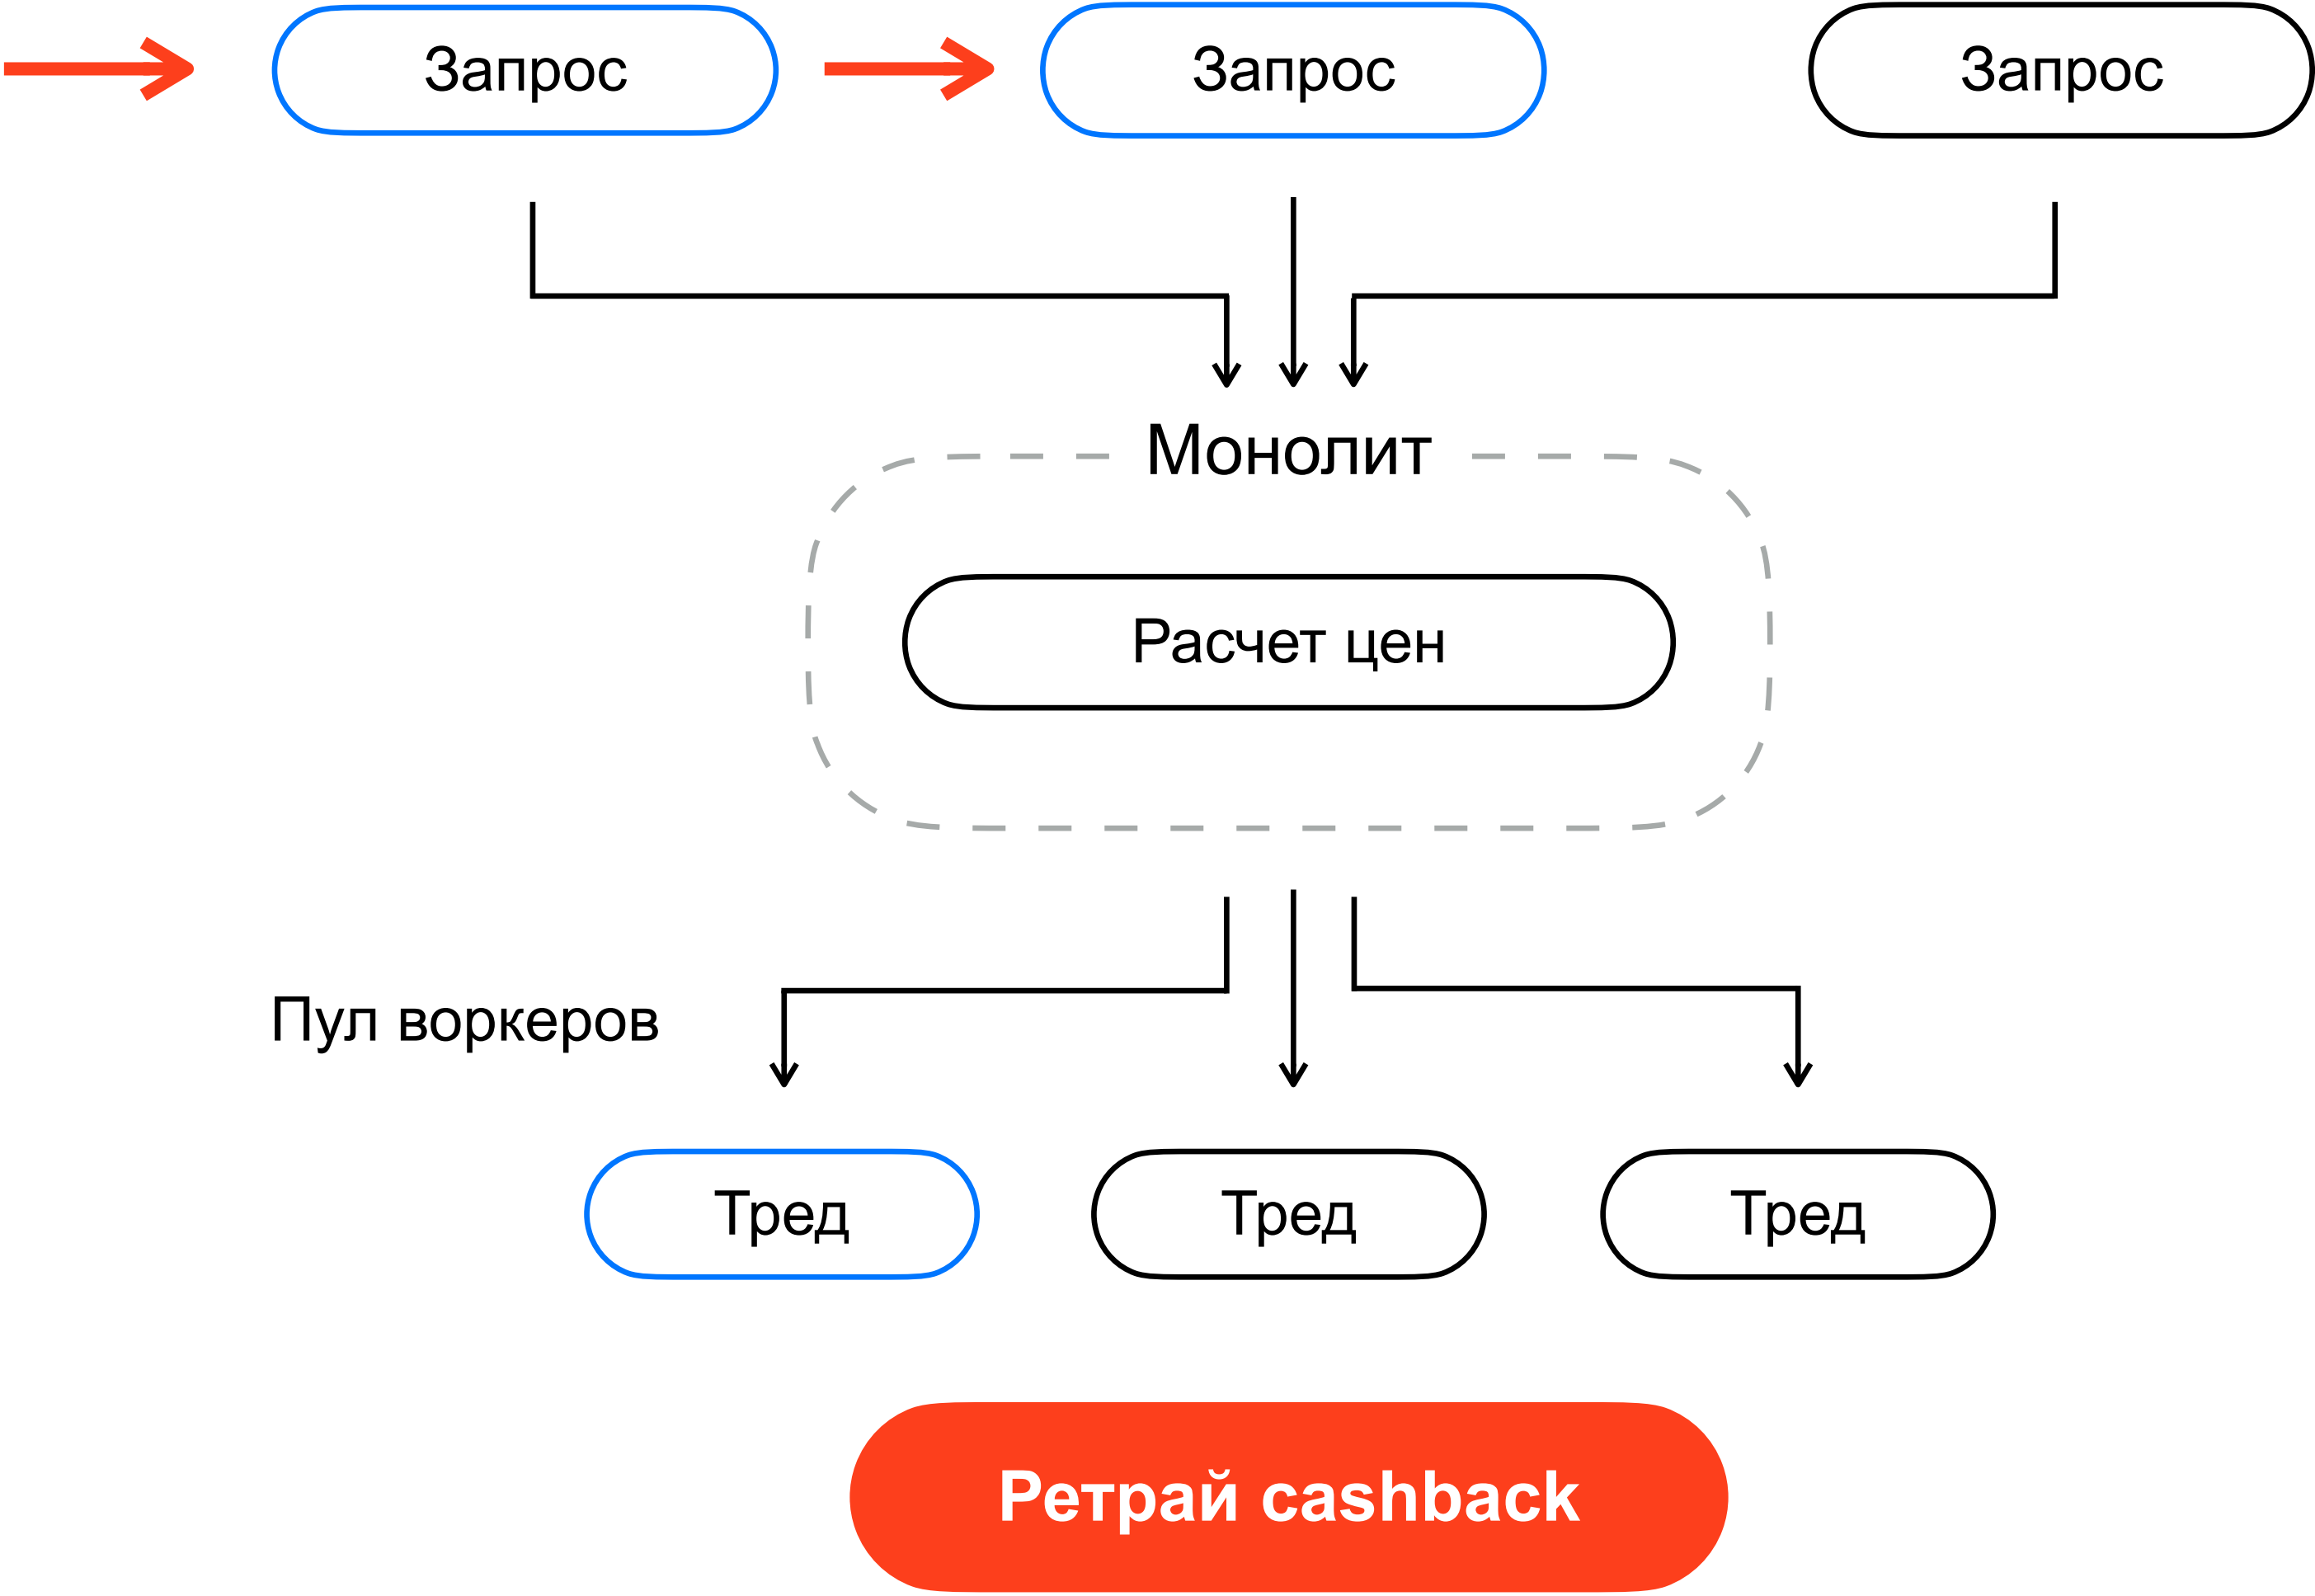 Запрос
Запрос
Запрос
Монолит
Расчет цен
Пул воркеров
Тред
Тред
Тред
Ретрай cashback